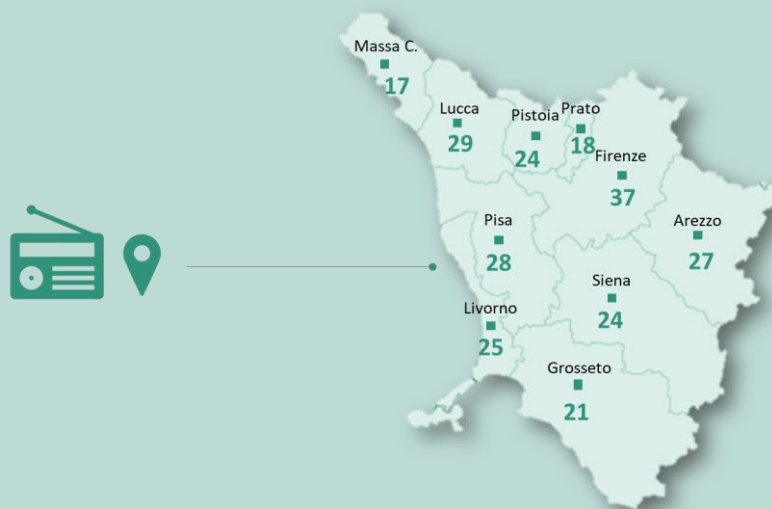 Massa C.
17
Lucca
29
Pistoia
24
Prato
18
Firenze
37
Pisa
28
Arezzo
27
Siena
24
Livorno
25
Grosseto
21